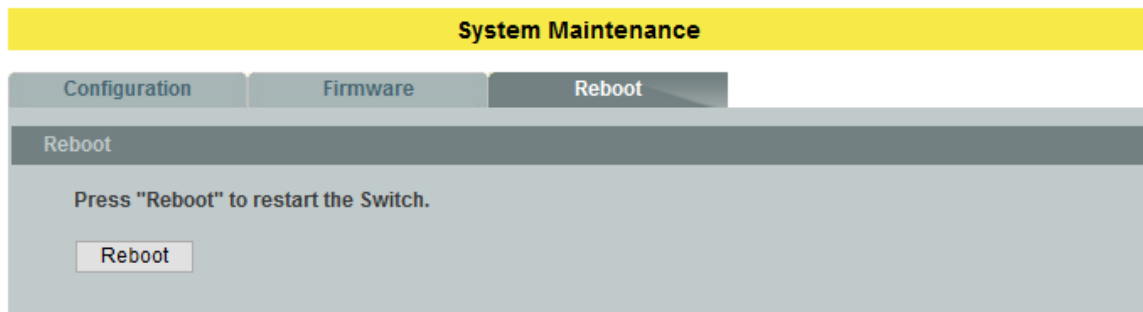 System Maintenance
Configuration Firmware Reboot
Reboot
Press "Reboot" to restart the Switch.
Reboot